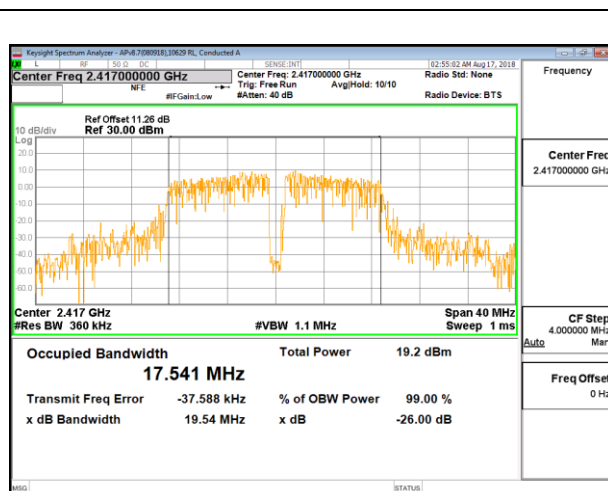 Keysight Spectrum Analyzer - APv8.7(080918),10629 RL, Conducted A
L RF 50 Ω DC SENSE:INT 02:55:02 AM Aug 17, 2018
Center Freq 2.417000000 GHz Center Freq: 2.417000000 GHz Radio Std: None
NFE Trig: Free Run Avg|Hold: 10/10
#IFGain:Low #Atten: 40 dB Radio Device: BTS
Frequency
Ref Offset 11.26 dB
10 dB/div Ref 30.00 dBm
Log
20.0
10.0
0.00
-10.0
-20.0
-30.0
-40.0
-50.0
-60.0
Center 2.417 GHz Span 40 MHz
#Res BW 360 kHz #VBW 1.1 MHz Sweep 1 ms
Occupied Bandwidth Total Power 19.2 dBm
17.541 MHz
Transmit Freq Error -37.588 kHz % of OBW Power 99.00 %
x dB Bandwidth 19.54 MHz x dB -26.00 dB
Center Freq
2.417000000 GHz
CF Step
4.000000 MHz
Auto Man
Freq Offset
0 Hz
MSG STATUS